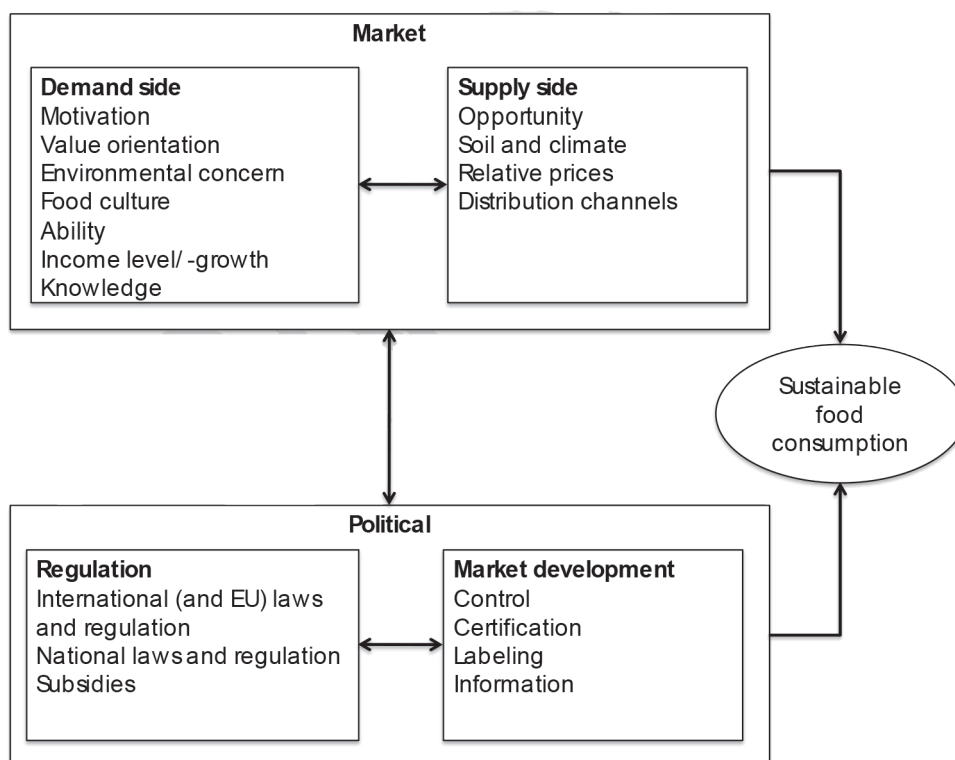 Market
Demand side
Motivation
Value orientation
Environmental concern
Food culture
Ability
Income level/ -growth
Knowledge
Supply side
Opportunity
Soil and climate
Relative prices
Distribution channels
Sustainable
food
consumption
Political
Regulation
International (and EU) laws
and regulation
National laws and regulation
Subsidies
Market development
Control
Certification
Labeling
Information